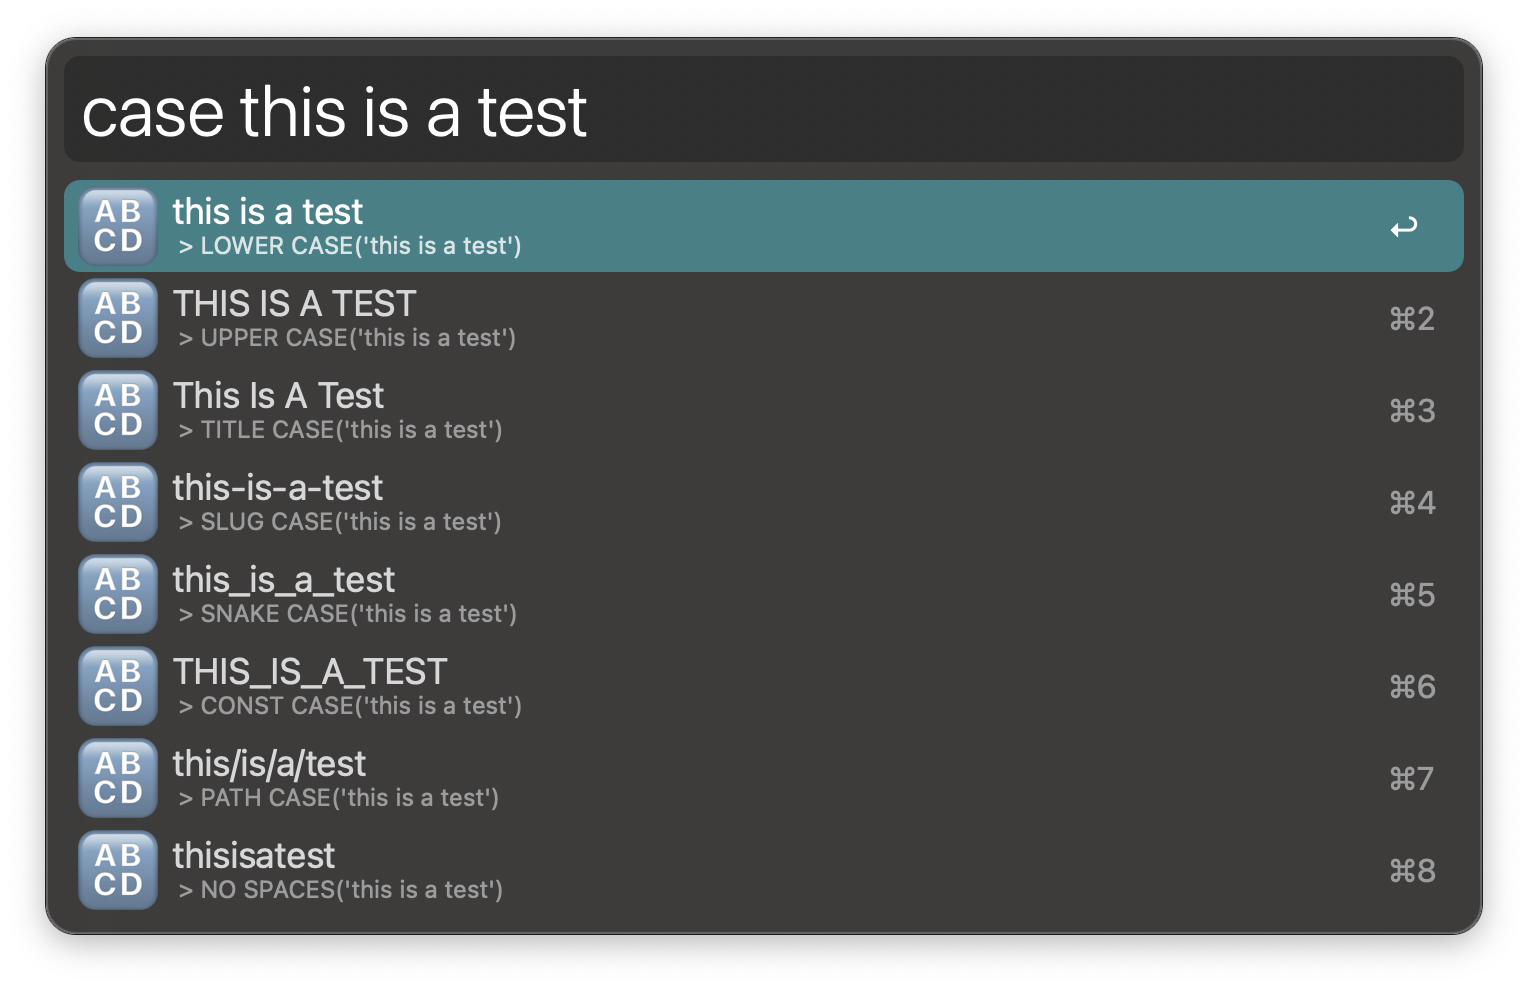 case this is a test
AB
CD
this is a test
↩
> LOWER CASE('this is a test')
AB
CD
THIS IS A TEST
⌘2
> UPPER CASE('this is a test')
AB
CD
This Is A Test
⌘3
> TITLE CASE('this is a test')
AB
CD
this-is-a-test
⌘4
> SLUG CASE('this is a test')
AB
CD
this_is_a_test
⌘5
> SNAKE CASE('this is a test')
AB
CD
THIS_IS_A_TEST
⌘6
> CONST CASE('this is a test')
AB
CD
this/is/a/test
⌘7
> PATH CASE('this is a test')
AB
CD
thisisatest
⌘8
> NO SPACES('this is a test')